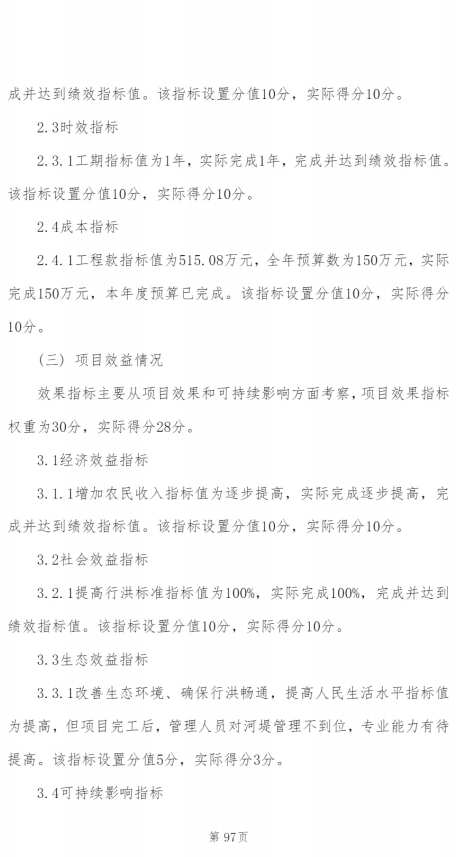 成并达到绩效指标值。该指标设置分值10分，实际得分10分。
2.3时效指标
2.3.1工期指标值为1年，实际完成1年，完成并达到绩效指标值。
该指标设置分值10分，实际得分10分。
2.4成本指标
2.4.1工程款指标值为515.08万元，全年预算数为150万元，实际
完成150万元，本年度预算已完成。该指标设置分值10分，实际得分
10分。
(三) 项目效益情况
效果指标主要从项目效果和可持续影响方面考察，项目效果指标
权重为30分，实际得分28分。
3.1经济效益指标
3.1.1增加农民收入指标值为逐步提高，实际完成逐步提高，完
成并达到绩效指标值。该指标设置分值10分，实际得分10分。
3.2社会效益指标
3.2.1提高行洪标准指标值为100%，实际完成100%，完成并达到
绩效指标值。该指标设置分值10分，实际得分10分。
3.3生态效益指标
3.3.1改善生态环境、确保行洪畅通，提高人民生活水平指标值
为提高，但项目完工后，管理人员对河堤管理不到位，专业能力有待
提高。该指标设置分值5分，实际得分3分。
3.4可持续影响指标
第 97页